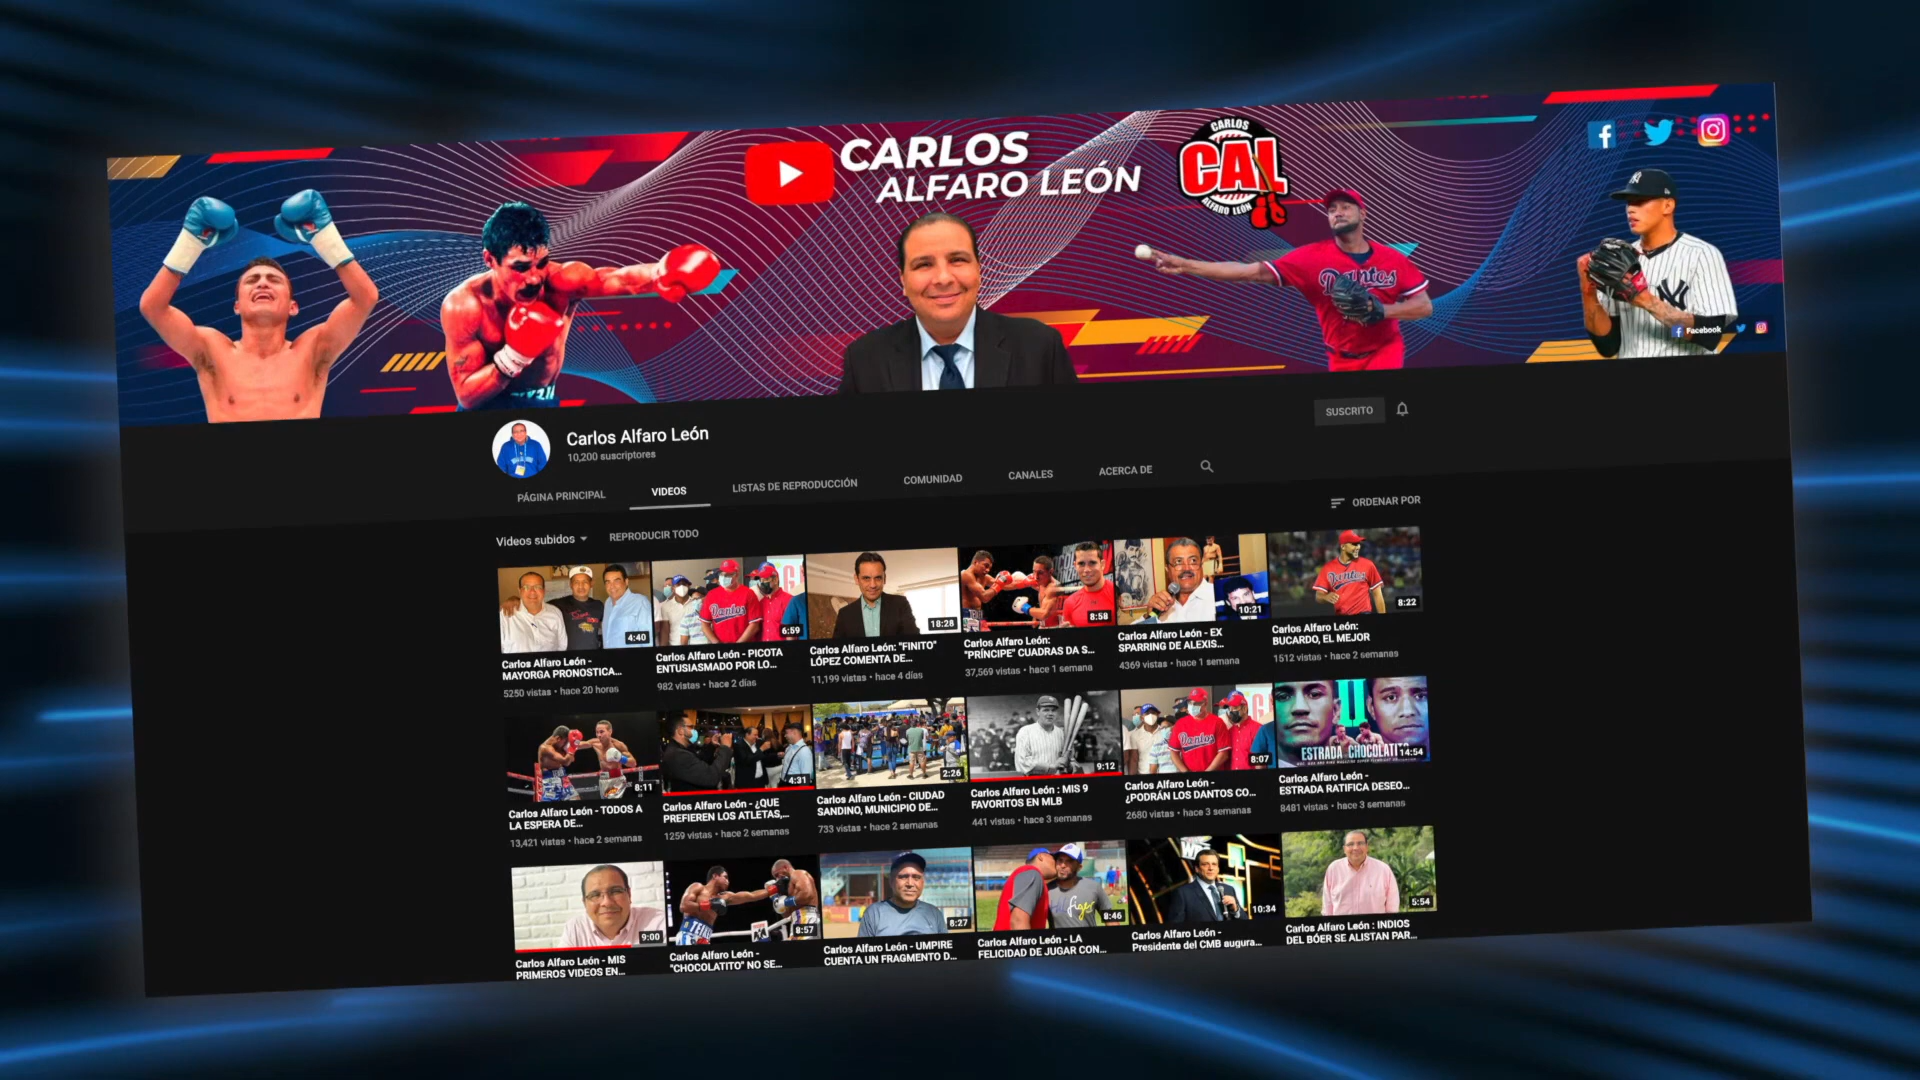 CARLOS
ALFARO LEÓN
CARLOS
CAL
ALFARO LEÓN
Dantos
NY
Facebook
Carlos Alfaro León
10,200 suscriptores
SUSCRITO
PÁGINA PRINCIPAL
VIDEOS
LISTAS DE REPRODUCCIÓN
COMUNIDAD
CANALES
ACERCA DE
Videos subidos
REPRODUCIR TODO
ORDENAR POR
4:40
Carlos Alfaro León -
MAYORGA PRONOSTICA...
5250 vistas • hace 20 horas
Dantos
6:59
Carlos Alfaro León - PICOTA
ENTUSIASMADO POR LO...
982 vistas • hace 2 días
18:28
Carlos Alfaro León: "FINITO"
LÓPEZ COMENTA DE...
11,199 vistas • hace 4 días
8:58
Carlos Alfaro León:
"PRÍNCIPE" CUADRAS DA S...
37,569 vistas • hace 1 semana
10:21
Carlos Alfaro León - EX
SPARRING DE ALEXIS...
4369 vistas • hace 1 semana
Dantos
8:22
Carlos Alfaro León:
BUCARDO, EL MEJOR
1512 vistas • hace 2 semanas
8:11
Carlos Alfaro León - TODOS A
LA ESPERA DE...
13,421 vistas • hace 2 semanas
4:31
Carlos Alfaro León - ¿QUE
PREFIEREN LOS ATLETAS,...
1259 vistas • hace 2 semanas
2:26
Carlos Alfaro León - CIUDAD
SANDINO, MUNICIPIO DE...
733 vistas • hace 2 semanas
9:12
Carlos Alfaro León : MIS 9
FAVORITOS EN MLB
441 vistas • hace 3 semanas
Dantos
8:07
Carlos Alfaro León -
¿PODRÁN LOS DANTOS CO...
2680 vistas • hace 3 semanas
ESTRADA CHOCOLATI
14:54
Carlos Alfaro León -
ESTRADA RATIFICA DESEO...
8481 vistas • hace 3 semanas
9:00
Carlos Alfaro León - MIS
PRIMEROS VIDEOS EN...
8:57
Carlos Alfaro León -
"CHOCOLATITO" NO SE...
8:27
Carlos Alfaro León - UMPIRE
CUENTA UN FRAGMENTO D...
8:46
Carlos Alfaro León - LA
FELICIDAD DE JUGAR CON...
10:34
Carlos Alfaro León -
Presidente del CMB augura...
5:54
Carlos Alfaro León : INDIOS
DEL BÓER SE ALISTAN PAR...